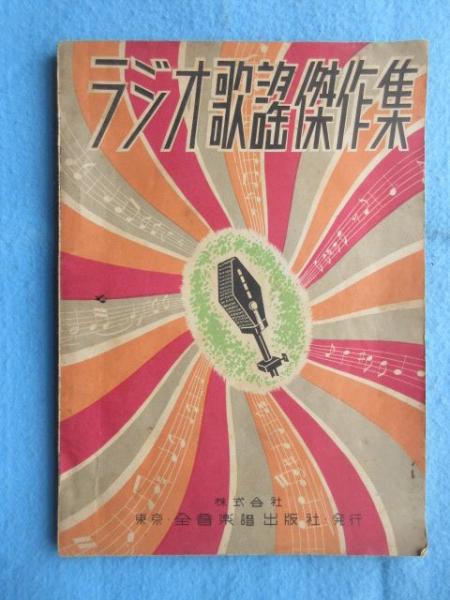 ラジオ歌謡傑作集
株式会社
東京・全音楽譜出版社・発行